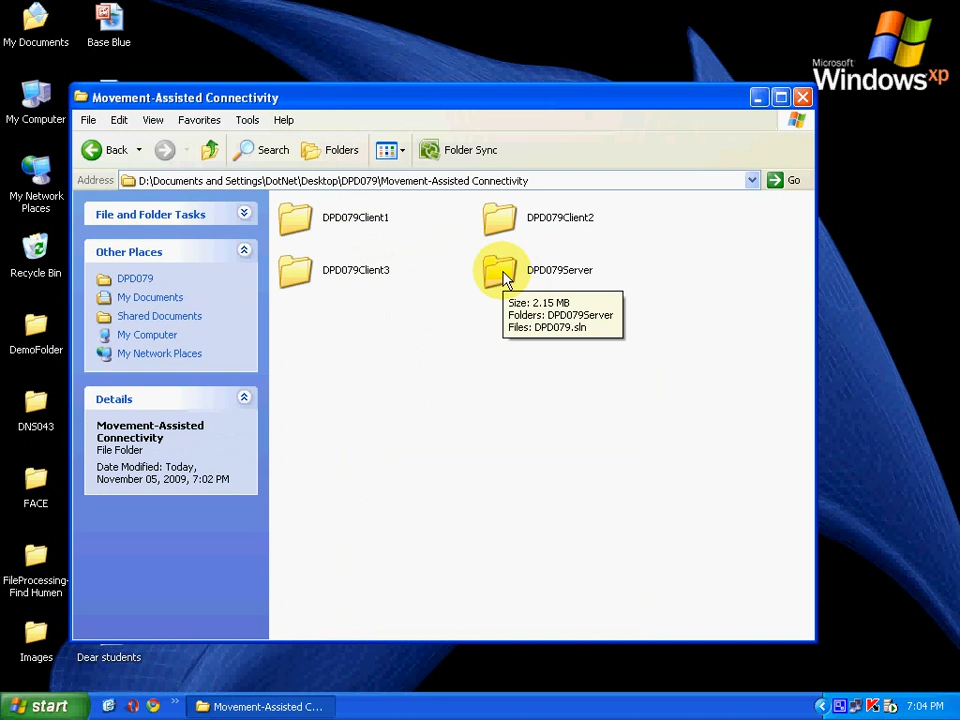 My Documents
Base Blue
Microsoft
Windows xp
My Computer
My Network
Places
Recycle Bin
DemoFolder
DNS043
FACE
FileProcessing-
Find Humen
Images
Dear students
Movement-Assisted Connectivity
File Edit View Favorites Tools Help
Back Search Folders Folder Sync
Address D:\Documents and Settings\DotNet\Desktop\DPD079\Movement-Assisted Connectivity Go
File and Folder Tasks
Other Places
DPD079
My Documents
Shared Documents
My Computer
My Network Places
Details
Movement-Assisted
Connectivity
File Folder
Date Modified: Today,
November 05, 2009, 7:02 PM
DPD079Client1
DPD079Client2
DPD079Client3
DPD079Server
Size: 2.15 MB
Folders: DPD079Server
Files: DPD079.sln
start
Movement-Assisted C...
7:04 PM